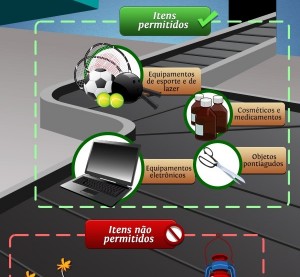 Itens
permitidos
Equipamentos
de esporte e de
lazer
Cosméticos e
medicamentos
Equipamentos
eletrônicos
Objetos
pontiagudos
Itens não
permitidos